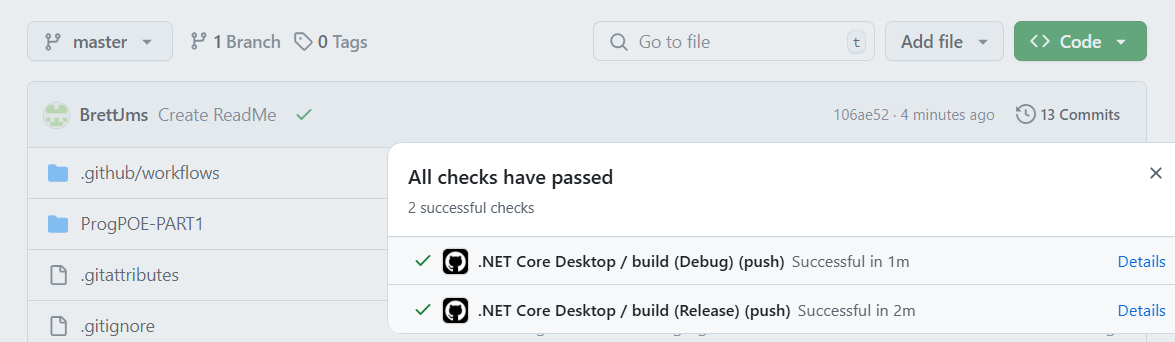 master 1 Branch 0 Tags Go to file t Add file Code
BrettJms Create ReadMe 106ae52 · 4 minutes ago 13 Commits
.github/workflows
All checks have passed
2 successful checks
ProgPOE-PART1
.NET Core Desktop / build (Debug) (push) Successful in 1m Details
.gitattributes
.NET Core Desktop / build (Release) (push) Successful in 2m Details
.gitignore